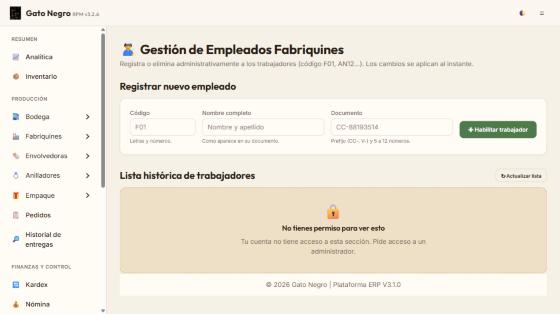 Gato Negro RPM v3.2.6
RESUMEN
Analítica
Inventario
PRODUCCIÓN
Bodega
Fabriquines
Envolvedoras
Anilladores
Empaque
Pedidos
Historial de
entregas
FINANZAS Y CONTROL
Kardex
Nómina
Gestión de Empleados Fabriquines
Registra o elimina administrativamente a los trabajadores (código F01, AN12...). Los cambios se aplican al instante.
Registrar nuevo empleado
Código
F01
Letras y números.
Nombre completo
Nombre y apellido
Como aparece en su documento.
Documento
CC-88193514
Prefijo (CC-, V-) y 5 a 12 números.
Habilitar trabajador
Lista histórica de trabajadores
Actualizar lista
No tienes permiso para ver esto
Tu cuenta no tiene acceso a esta sección. Pide acceso a un
administrador.
© 2026 Gato Negro | Plataforma ERP V3.1.0